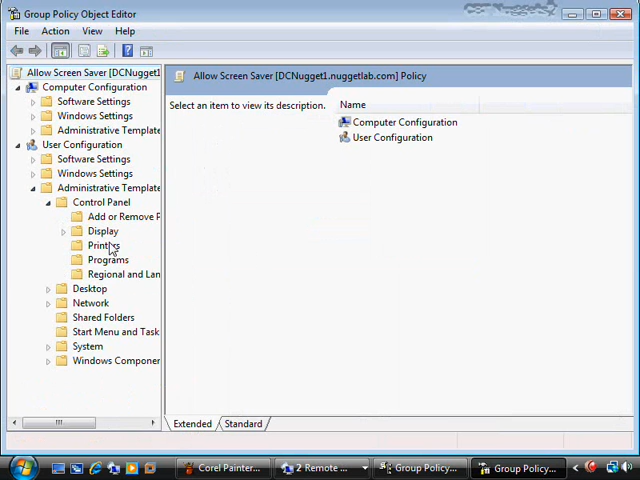 CBT Nuggets
Group Policy Object Editor
File Action View Help
Allow Screen Saver [DCNugget1
Computer Configuration
Software Settings
Windows Settings
Administrative Template
User Configuration
Software Settings
Windows Settings
Administrative Template
Control Panel
Add or Remove P
Display
Printers
Programs
Regional and Lan
Desktop
Network
Shared Folders
Start Menu and Task
System
Windows Componen
Allow Screen Saver [DCNugget1.nuggetlab.com] Policy
Select an item to view its description.
Name
Computer Configuration
User Configuration
Extended Standard
Corel Painter... 2 Remote ... Group Policy... Group Policy...